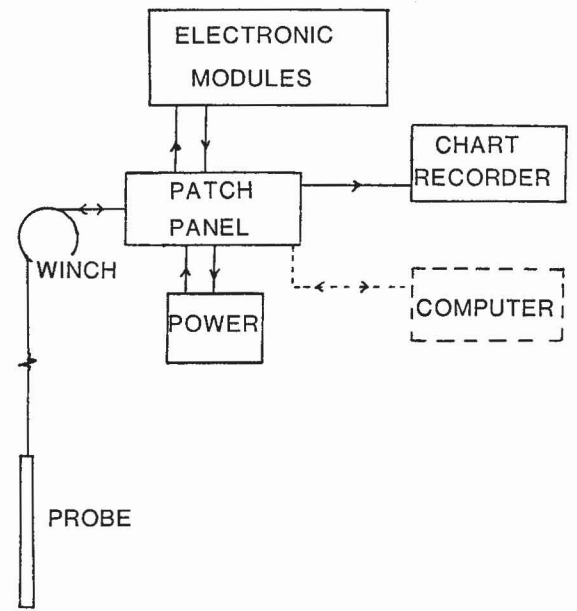 ELECTRONIC
MODULES
CHART
RECORDER
PATCH
PANEL
WINCH
POWER
COMPUTER
PROBE